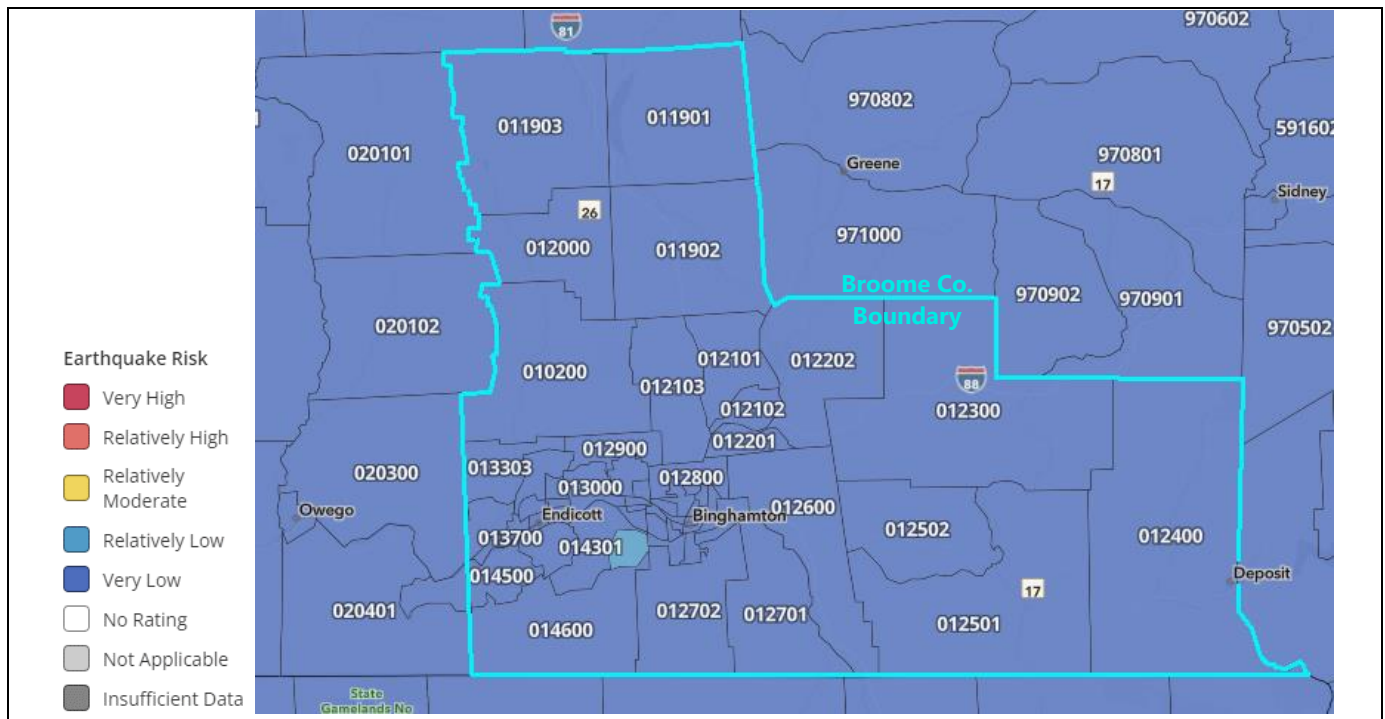 81
970602
970802
011903
011901
591602
020101
970801
Greene
17
Sidney
26
971000
012000
011902
Broome Co.
Boundary
970902
970901
020102
970502
Earthquake Risk
Very High
Relatively High
Relatively
Moderate
Relatively Low
Very Low
No Rating
Not Applicable
Insufficient Data
012101
012202
010200
012103
88
012102
012300
012201
012900
020300
013303
012800
013000
Owego
Endicott
Binghamton
012600
013700
014301
012502
012400
014500
Deposit
17
020401
014600
012702
012701
012501
State
Gamelands No